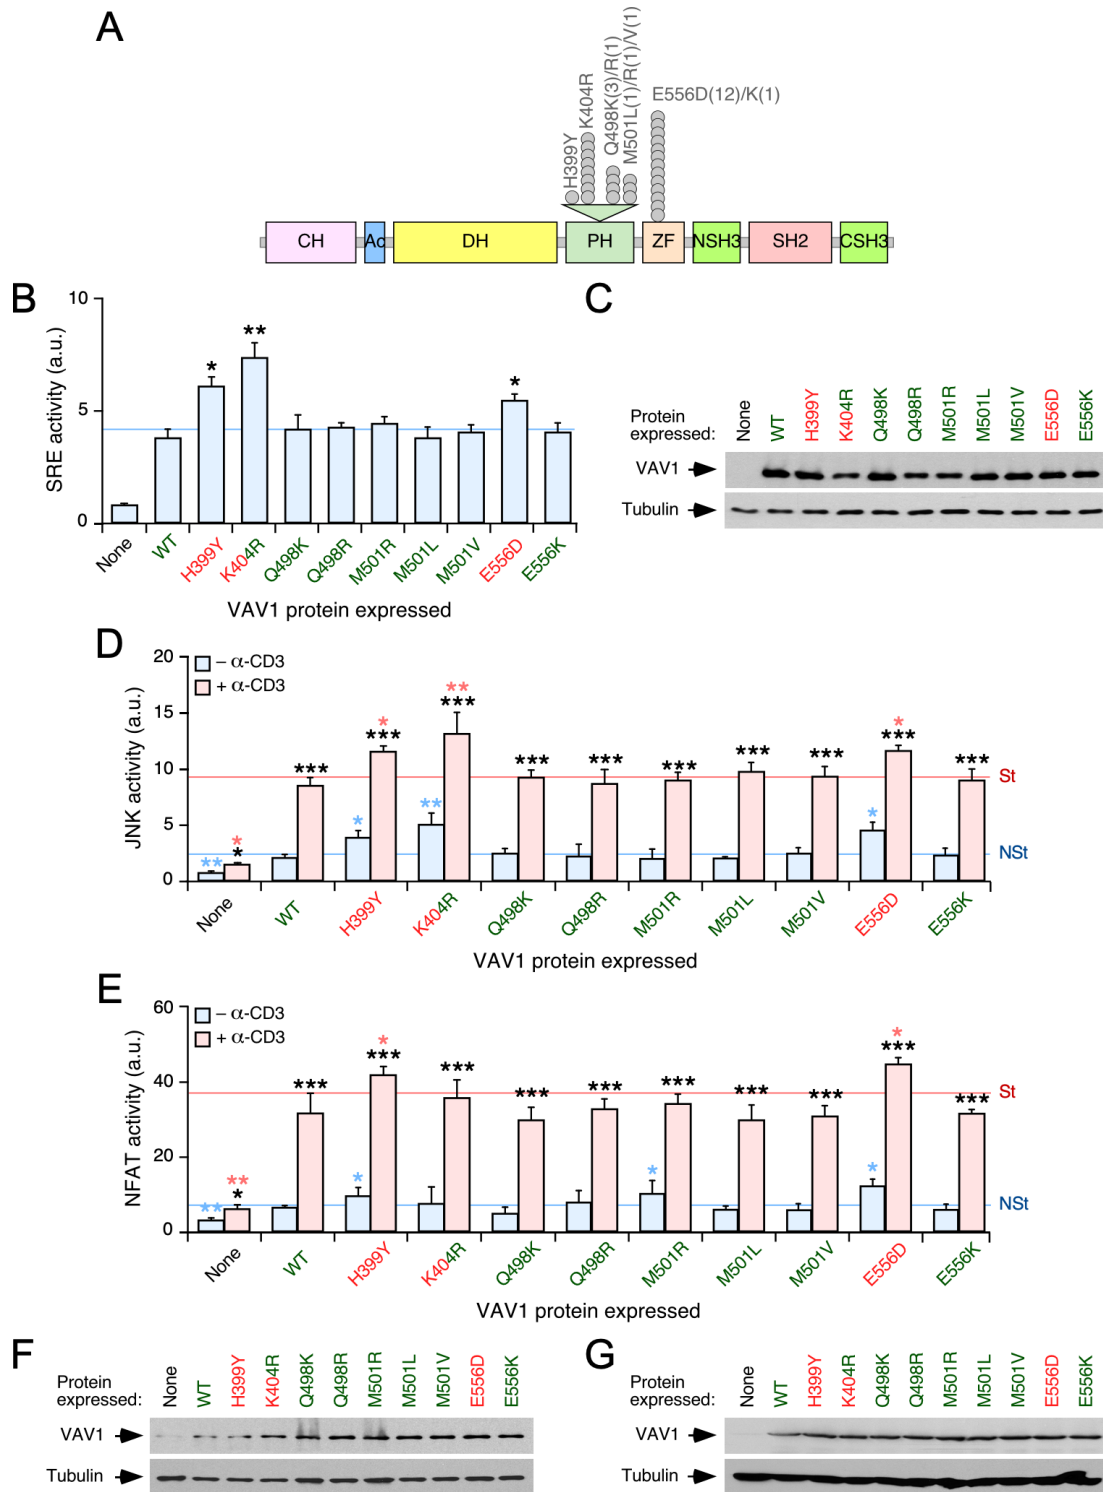 A
H399Y
K404R
Q498K(3)/R(1)
M501L(1)/R(1)/V(1)
E556D(12)/K(1)
CH
Ac
DH
PH
ZF
NSH3
SH2
CSH3
B
10
5
0
SRE activity (a.u.)
*
**
*
None
WT
H399Y
K404R
Q498K
Q498R
M501R
M501L
M501V
E556D
E556K
VAV1 protein expressed
C
Protein
expressed:
None
WT
H399Y
K404R
Q498K
Q498R
M501R
M501L
M501V
E556D
E556K
VAV1
Tubulin
D
20
15
10
5
0
JNK activity (a.u.)
– α-CD3
+ α-CD3
** * *
***
* * ***
** ** ***
***
***
***
***
***
* * ***
***
St
NSt
None
WT
H399Y
K404R
Q498K
Q498R
M501R
M501L
M501V
E556D
E556K
VAV1 protein expressed
E
60
40
20
0
NFAT activity (a.u.)
– α-CD3
+ α-CD3
** ** *
***
* * ***
***
***
***
* ***
***
***
* * ***
***
St
NSt
None
WT
H399Y
K404R
Q498K
Q498R
M501R
M501L
M501V
E556D
E556K
VAV1 protein expressed
F
Protein
expressed:
None
WT
H399Y
K404R
Q498K
Q498R
M501R
M501L
M501V
E556D
E556K
VAV1
Tubulin
G
Protein
expressed:
None
WT
H399Y
K404R
Q498K
Q498R
M501R
M501L
M501V
E556D
E556K
VAV1
Tubulin